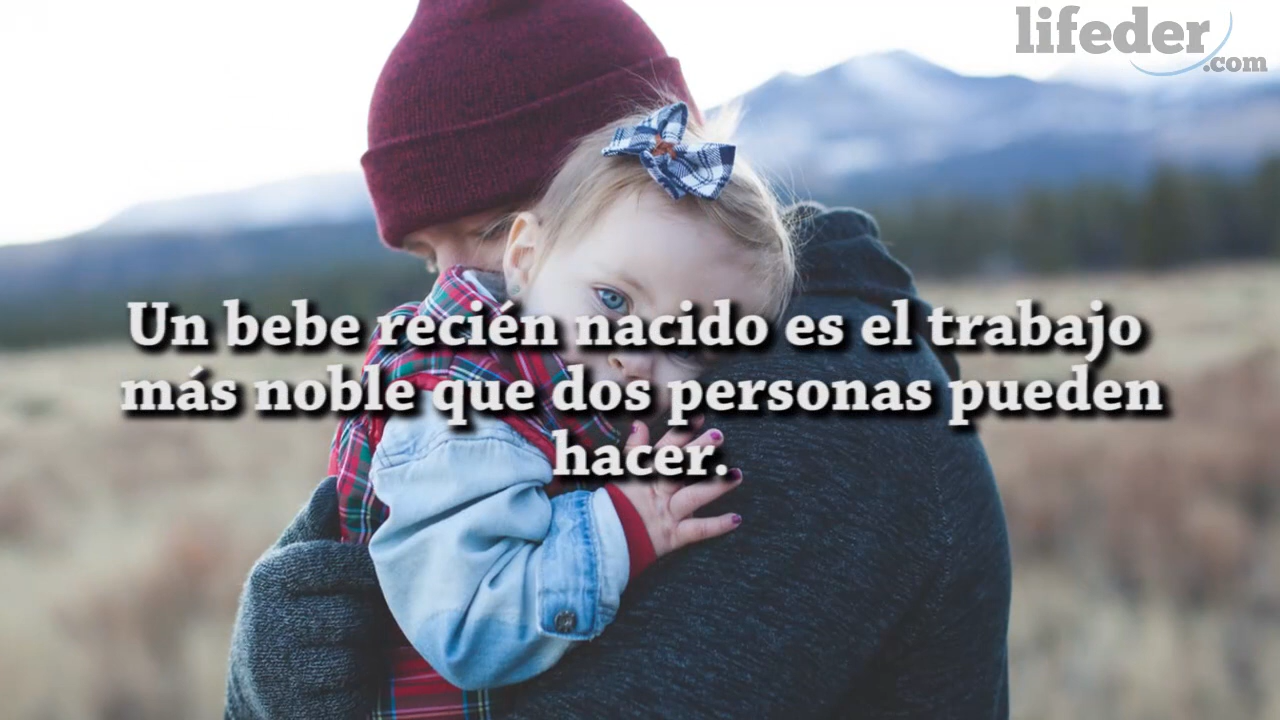 lifeder
.com
Un bebe recién nacido es el trabajo
más noble que dos personas pueden
hacer.